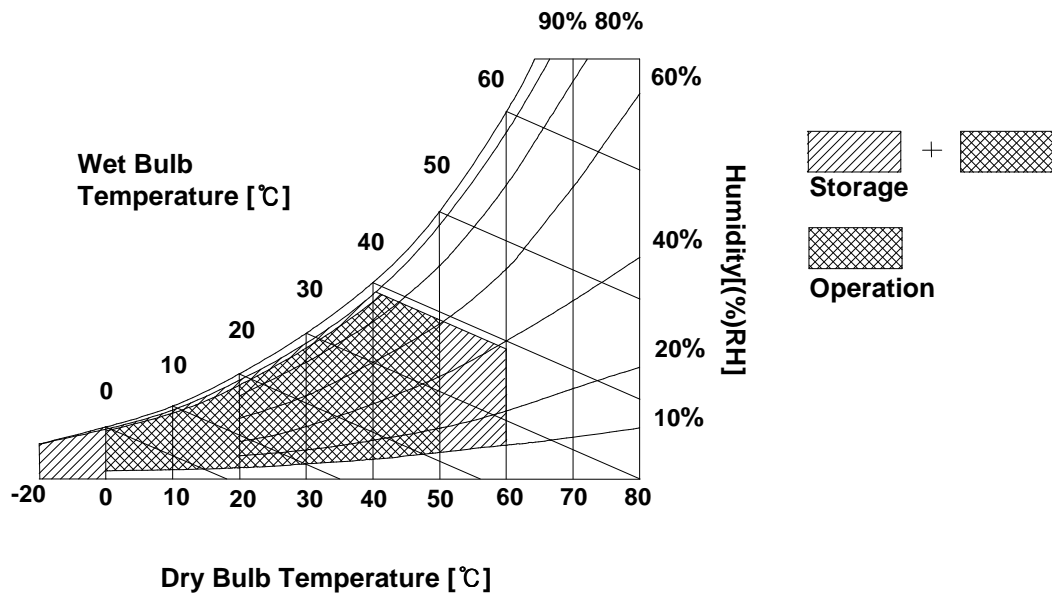 90% 80%
60
60%
50
Wet Bulb
Temperature [℃]
40
30
20
10
0
Humidity[(%)RH]
40%
20%
10%
-20 0 10 20 30 40 50 60 70 80
Dry Bulb Temperature [℃]
+
Storage
Operation